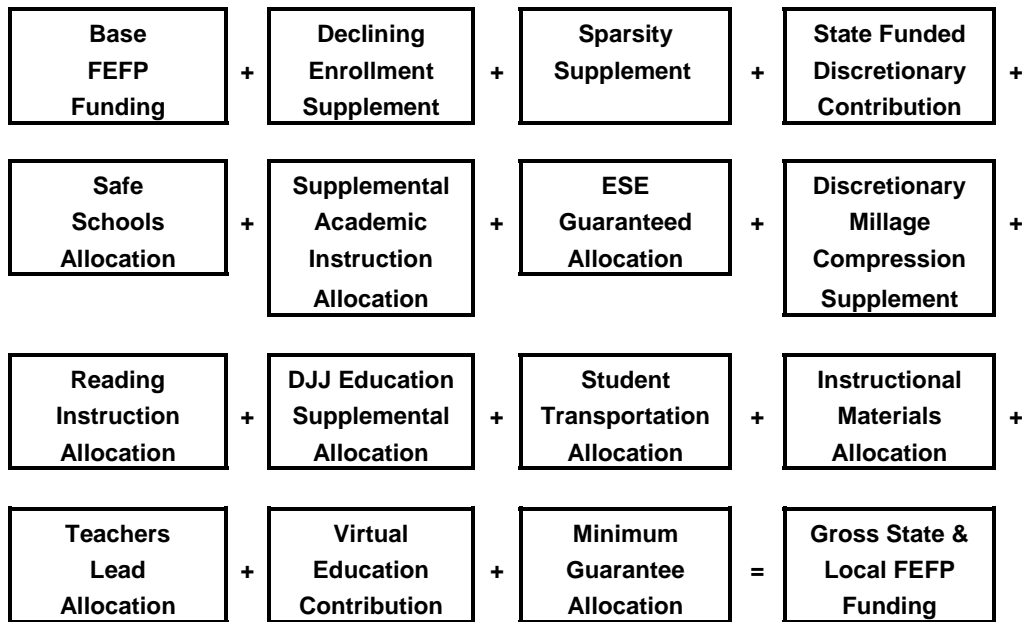 Base
FEFP
Funding
+
Declining
Enrollment
Supplement
+
Sparsity
Supplement
+
State Funded
Discretionary
Contribution
+
Safe
Schools
Allocation
+
Supplemental
Academic
Instruction
Allocation
+
ESE
Guaranteed
Allocation
+
Discretionary
Millage
Compression
Supplement
+
Reading
Instruction
Allocation
+
DJJ Education
Supplemental
Allocation
+
Student
Transportation
Allocation
+
Instructional
Materials
Allocation
+
Teachers
Lead
Allocation
+
Virtual
Education
Contribution
+
Minimum
Guarantee
Allocation
=
Gross State &
Local FEFP
Funding